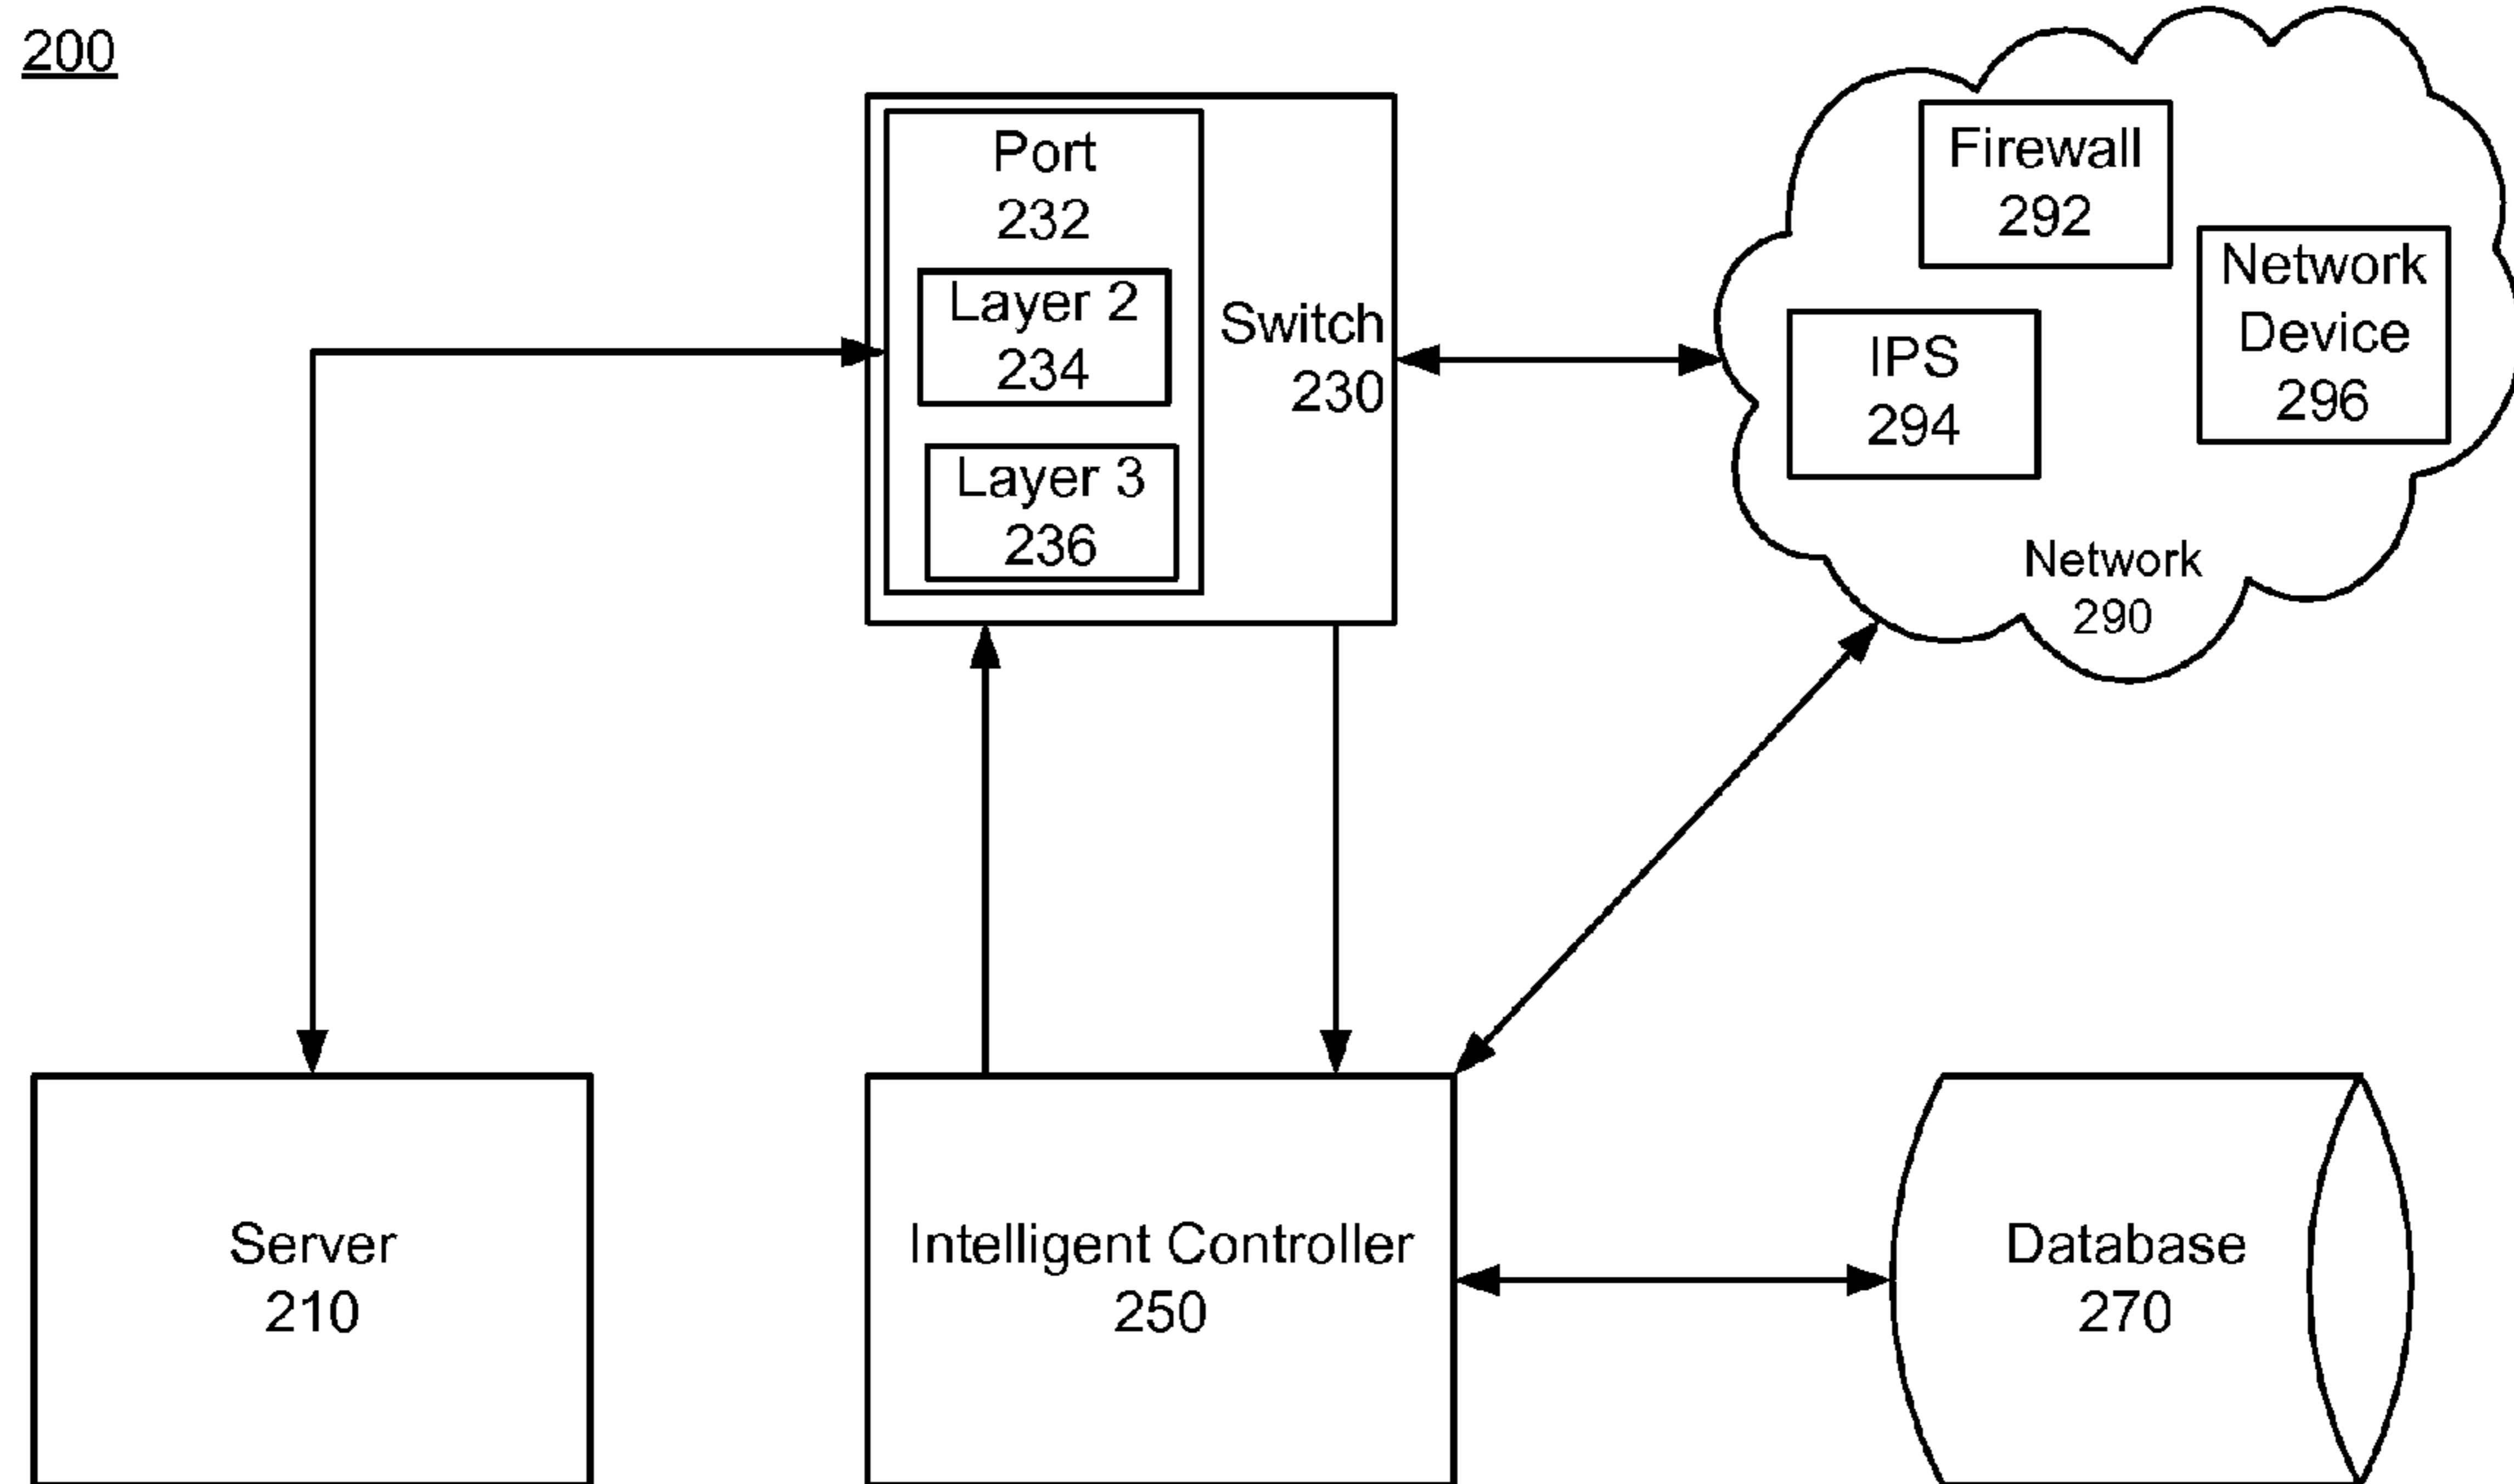 200
Port
232
Layer 2
234
Layer 3
236
Switch
230
Firewall
292
Network
Device
296
IPS
294
Network
290
Server
210
Intelligent Controller
250
Database
270